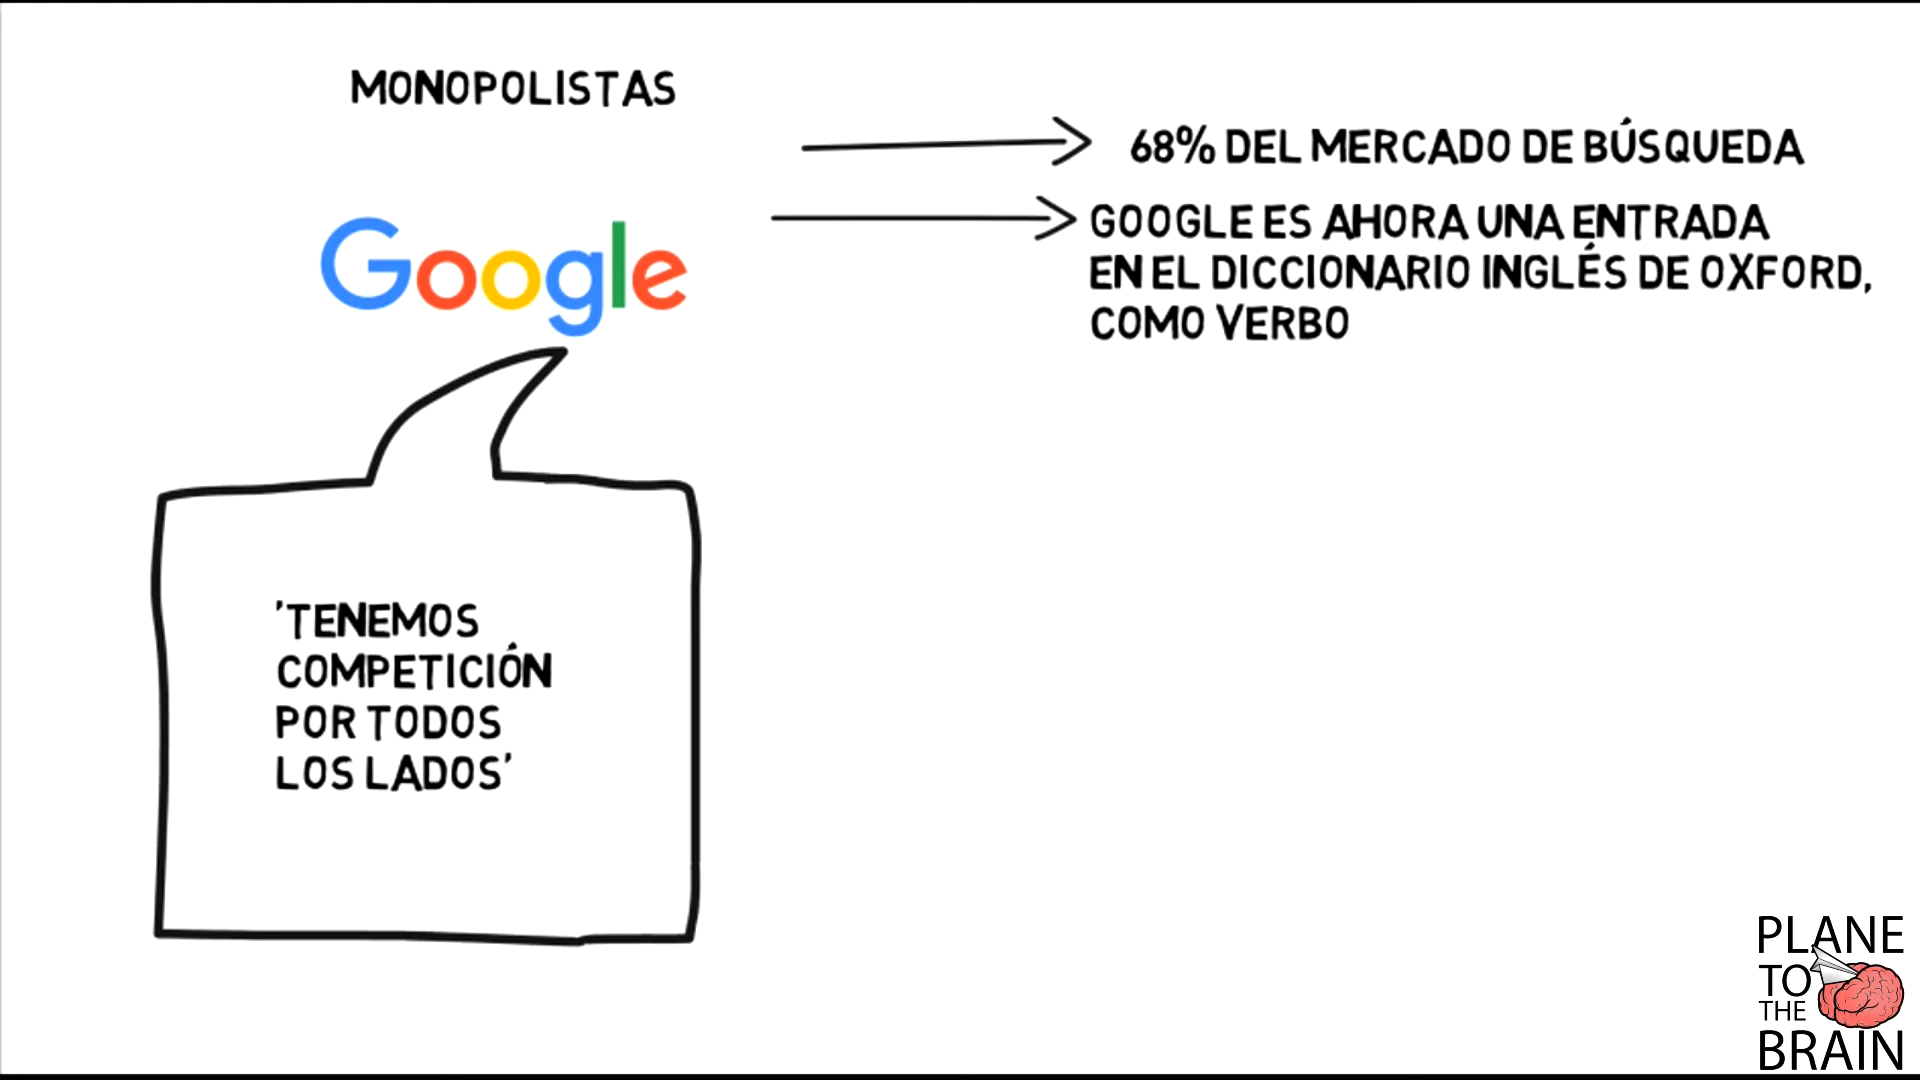 MONOPOLISTAS
Google
68% DEL MERCADO DE BÚSQUEDA
GOOGLE ES AHORA UNA ENTRADA
EN EL DICCIONARIO INGLÉS DE OXFORD,
COMO VERBO
'TENEMOS
COMPETICIÓN
POR TODOS
LOS LADOS'
PLANE
TO
THE
BRAIN